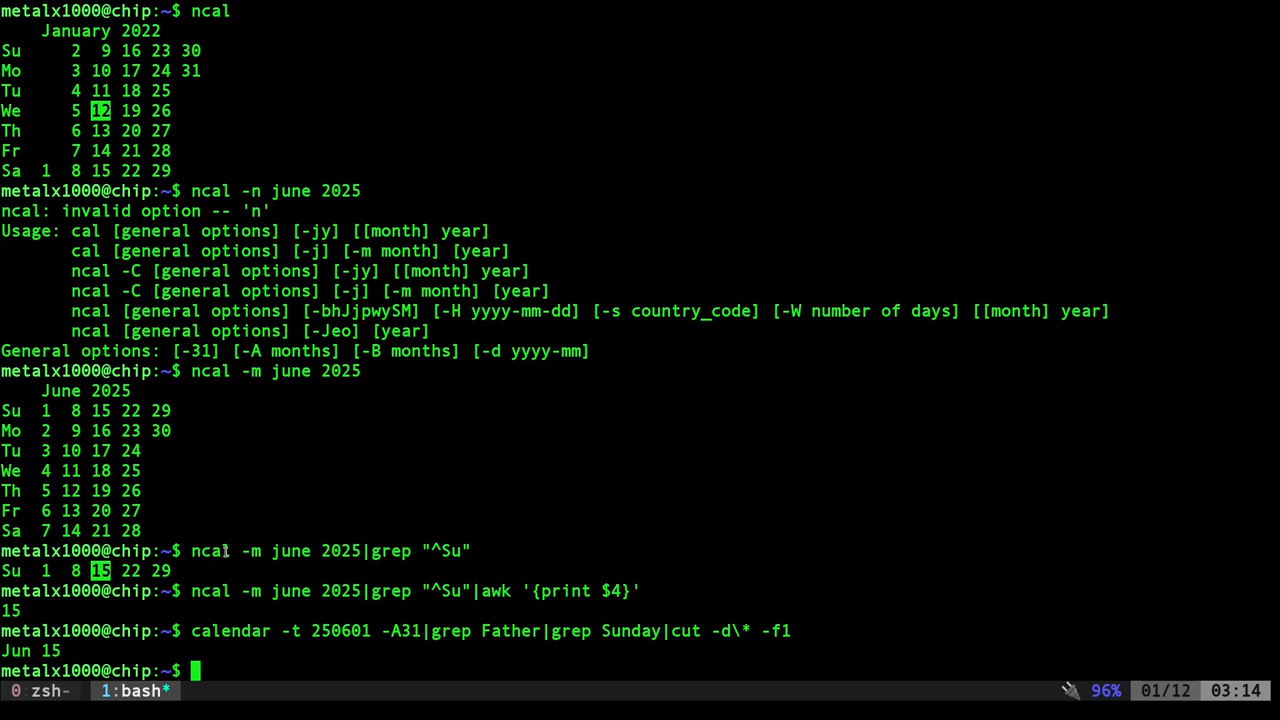 metalx1000@chip:~$ ncal
    January 2022
Su     2  9 16 23 30
Mo     3 10 17 24 31
Tu     4 11 18 25
We     5 12 19 26
Th     6 13 20 27
Fr     7 14 21 28
Sa  1  8 15 22 29
metalx1000@chip:~$ ncal -n june 2025
ncal: invalid option -- 'n'
Usage: cal [general options] [-jy] [[month] year]
       cal [general options] [-j] [-m month] [year]
       ncal -C [general options] [-jy] [[month] year]
       ncal -C [general options] [-j] [-m month] [year]
       ncal [general options] [-bhJjpwySM] [-H yyyy-mm-dd] [-s country_code] [-W number of days] [[month] year]
       ncal [general options] [-Jeo] [year]
General options: [-31] [-A months] [-B months] [-d yyyy-mm]
metalx1000@chip:~$ ncal -m june 2025
    June 2025
Su  1  8 15 22 29
Mo  2  9 16 23 30
Tu  3 10 17 24
We  4 11 18 25
Th  5 12 19 26
Fr  6 13 20 27
Sa  7 14 21 28
metalx1000@chip:~$ ncal -m june 2025|grep "^Su"
Su  1  8 15 22 29
metalx1000@chip:~$ ncal -m june 2025|grep "^Su"|awk '{print $4}'
15
metalx1000@chip:~$ calendar -t 250601 -A31|grep Father|grep Sunday|cut -d\* -f1
Jun 15
metalx1000@chip:~$
0 zsh- 1:bash* 96% 01/12 03:14